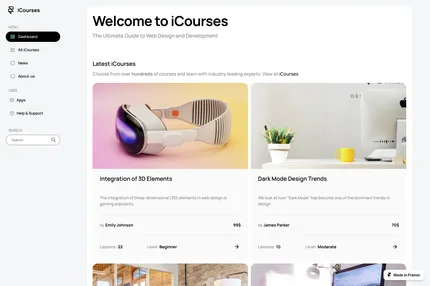 iCourses
MENU
Dashboard
All iCourses
News
About us
USER
Apps
Help & Support
SEARCH
Search
Welcome to iCourses
The Ultimate Guide to Web Design and Development
Latest iCourses
Choose from over hundreds of courses and learn with industry leading experts. View all iCourses
Integration of 3D Elements
The integration of three-dimensional (3D) elements in web design is
gaining popularity.
by Emily Johnson
99$
Lessons: 22
Level: Beginner
Dark Mode Design Trends
We look at how "Dark Mode" has become one of the dominant trends in
design
by James Parker
70$
Lessons: 10
Level: Moderate
Made in Framer